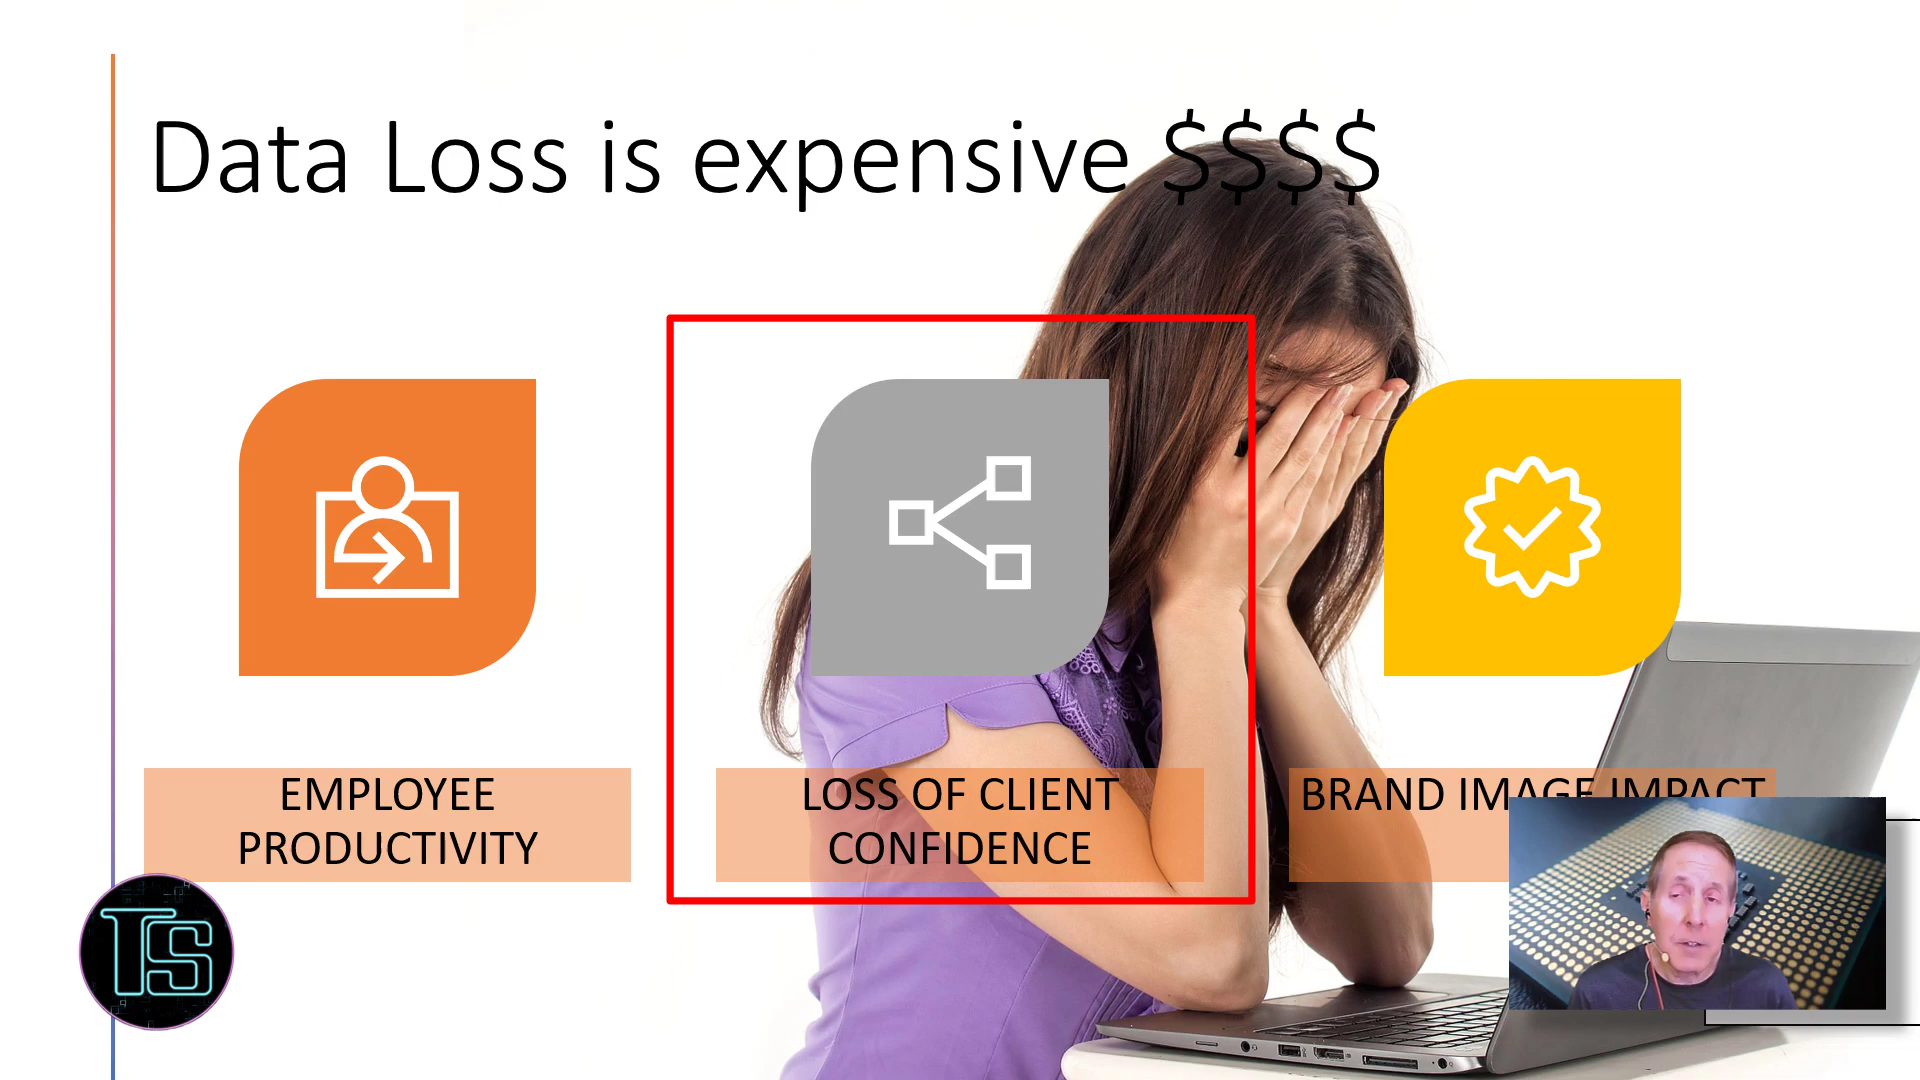 Data Loss is expensive $$$$
EMPLOYEE
PRODUCTIVITY
LOSS OF CLIENT
CONFIDENCE
BRAND IMAGE IMPACT
TS